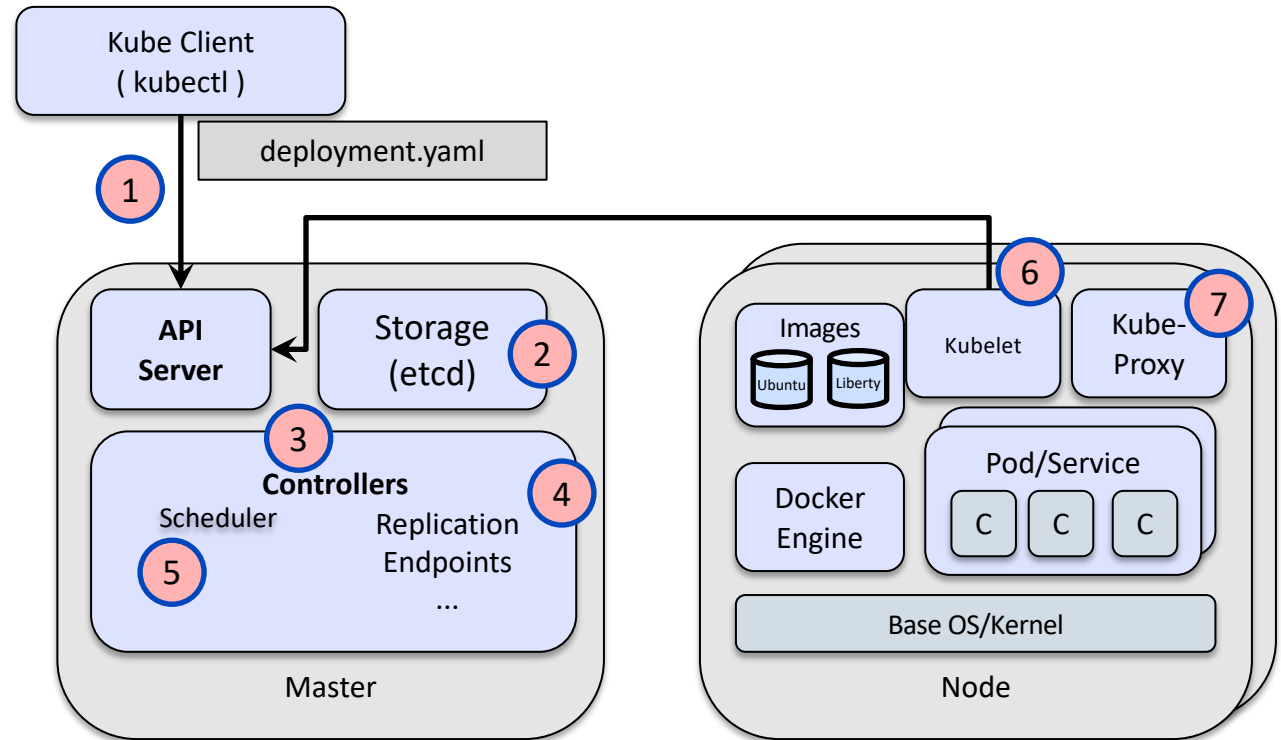 Kube Client
( kubectl )
deployment.yaml
1
API
Server
Storage
(etcd)
2
3
Controllers
4
Scheduler
Replication
Endpoints
...
5
Master
Images
Ubuntu
Liberty
6
Kubelet
7
Kube-
Proxy
Docker
Engine
Pod/Service
C C C
Base OS/Kernel
Node